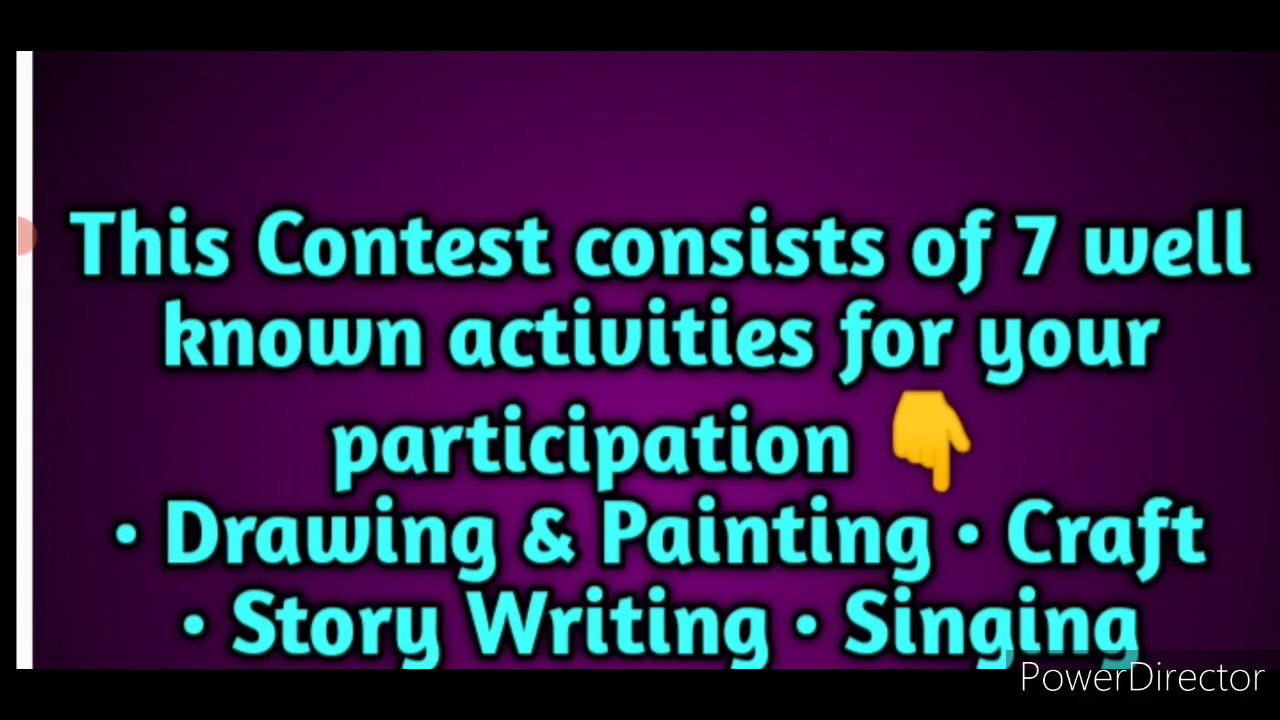 This Contest consists of 7 well
known activities for your
participation 👇
• Drawing & Painting • Craft
• Story Writing • Singing
PowerDirector